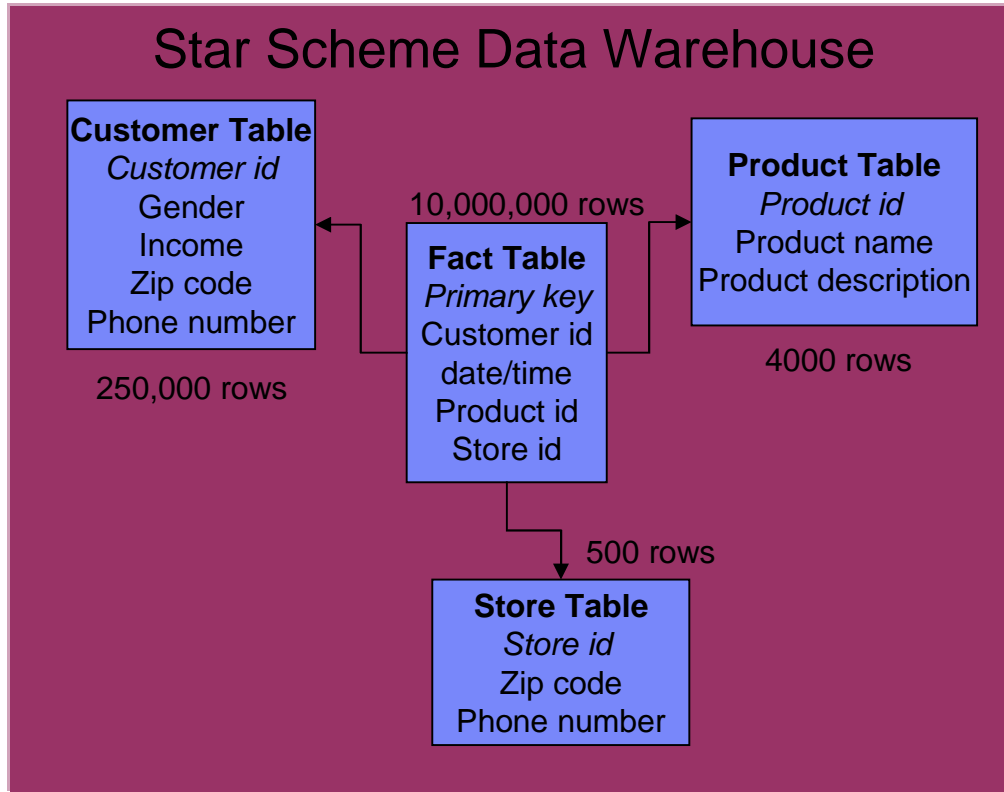 Star Scheme Data Warehouse
Customer Table
Customer id
Gender
Income
Zip code
Phone number
250,000 rows
10,000,000 rows
Fact Table
Primary key
Customer id
date/time
Product id
Store id
Product Table
Product id
Product name
Product description
4000 rows
500 rows
Store Table
Store id
Zip code
Phone number